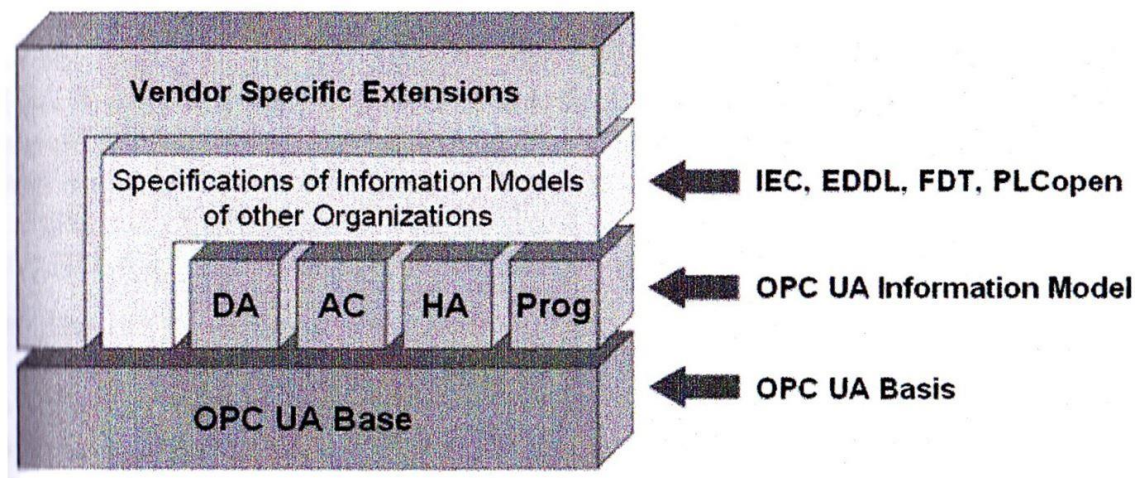 Vendor Specific Extensions
Specifications of Information Models
of other Organizations
IEC, EDDL, FDT, PLCopen
DA AC HA Prog
OPC UA Information Model
OPC UA Base
OPC UA Basis